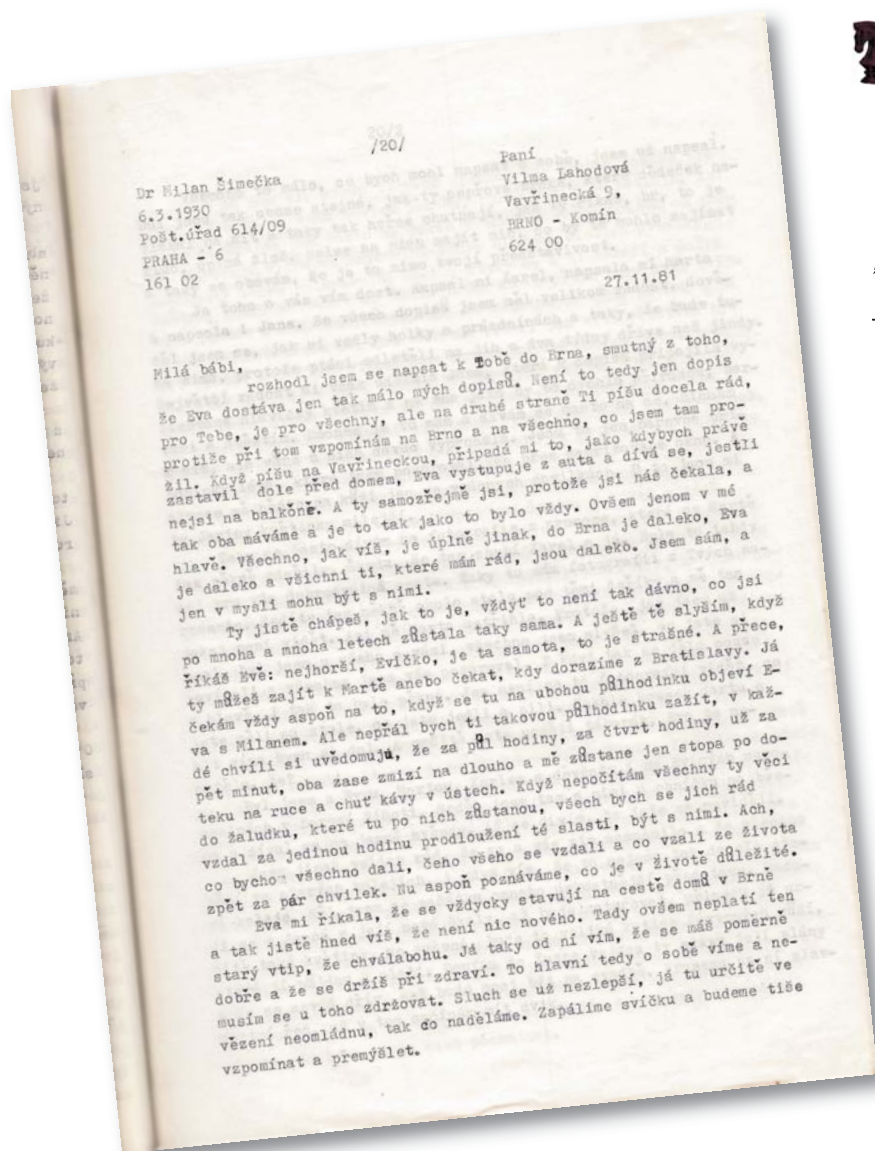 /20/
Dr Milan Šimečka
6.3.1930
Pošt.úřad 614/09
PRAHA - 6
161 02
Paní
Vilma Lahodová
Vavřinecká 9,
BRNO - Komín
624 00
27.11.81
Milá bábi,
rozhodl jsem se napsat k Tobě do Brna, smutný z toho,
že Eva dostáva jen tak málo mých dopisů. Není to tedy jen dopis
pro Tebe, je pro všechny, ale na druhé straně Ti píšu docela rád,
protiže při tom vzpomínám na Brno a na všechno, co jsem tam pro-
žil. Když píšu na Vavřineckou, připadá mi to, jako kdybych právě
zastavil dole před domem, Eva vystupuje z auta a dívá se, jestli
nejsi na balkóně. A ty samozřejmě jsi, protože jsi nás čekala, a
tak oba máváme a je to tak jako to bylo vždy. Ovšem jenom v mé
hlavě. Všechno, jak víš, je úplně jinak, do Brna je daleko, Eva
je daleko a všichni ti, které mám rád, jsou daleko. Jsem sám, a
jen v mysli mohu být s nimi.
Ty jistě chápeš, jak to je, vždyť to není tak dávno, co jsi
po mnoha a mnoha letech zůstala taky sama. A ještě tě slyším, když
říkáš Evě: nejhorší, Evičko, je ta samota, to je strašné. A přece,
ty můžeš zajít k Martě anebo čekat, kdy dorazíme z Bratislavy. Já
čekám vždy aspoň na to, když se tu na ubohou půlhodinku objeví E-
va s Milanem. Ale nepřál bych ti takovou půlhodinku zažít, v kaž-
dé chvíli si uvědomuju, že za půl hodiny, za čtvrt hodiny, už za
pět minut, oba zase zmizí na dlouho a mě zůstane jen stopa po do-
teku na ruce a chuť kávy v ústech. Když nepočítám všechny ty věci
do žaludku, které tu po nich zůstanou, všech bych se jich rád
vzdal za jedinou hodinu prodloužení té slasti, být s nimi. Ach,
co bychom všechno dali, čeho všeho se vzdali a co vzali ze života
zpět za pár chvilek. Nu aspoň poznáváme, co je v životě důležité.
Eva mi říkala, že se vždycky stavují na cestě domů v Brně
a tak jistě hned víš, že není nic nového. Tady ovšem neplatí ten
starý vtip, že chválabohu. Já taky od ní vím, že se máš poměrně
dobře a že se držíš při zdraví. To hlavní tedy o sobě víme a ne-
musím se u toho zdržovat. Sluch se už nezlepší, já tu určitě ve
vězení neomládnu, tak co naděláme. Zapálíme svíčku a budeme tiše
vzpomínat a přemýšlet.